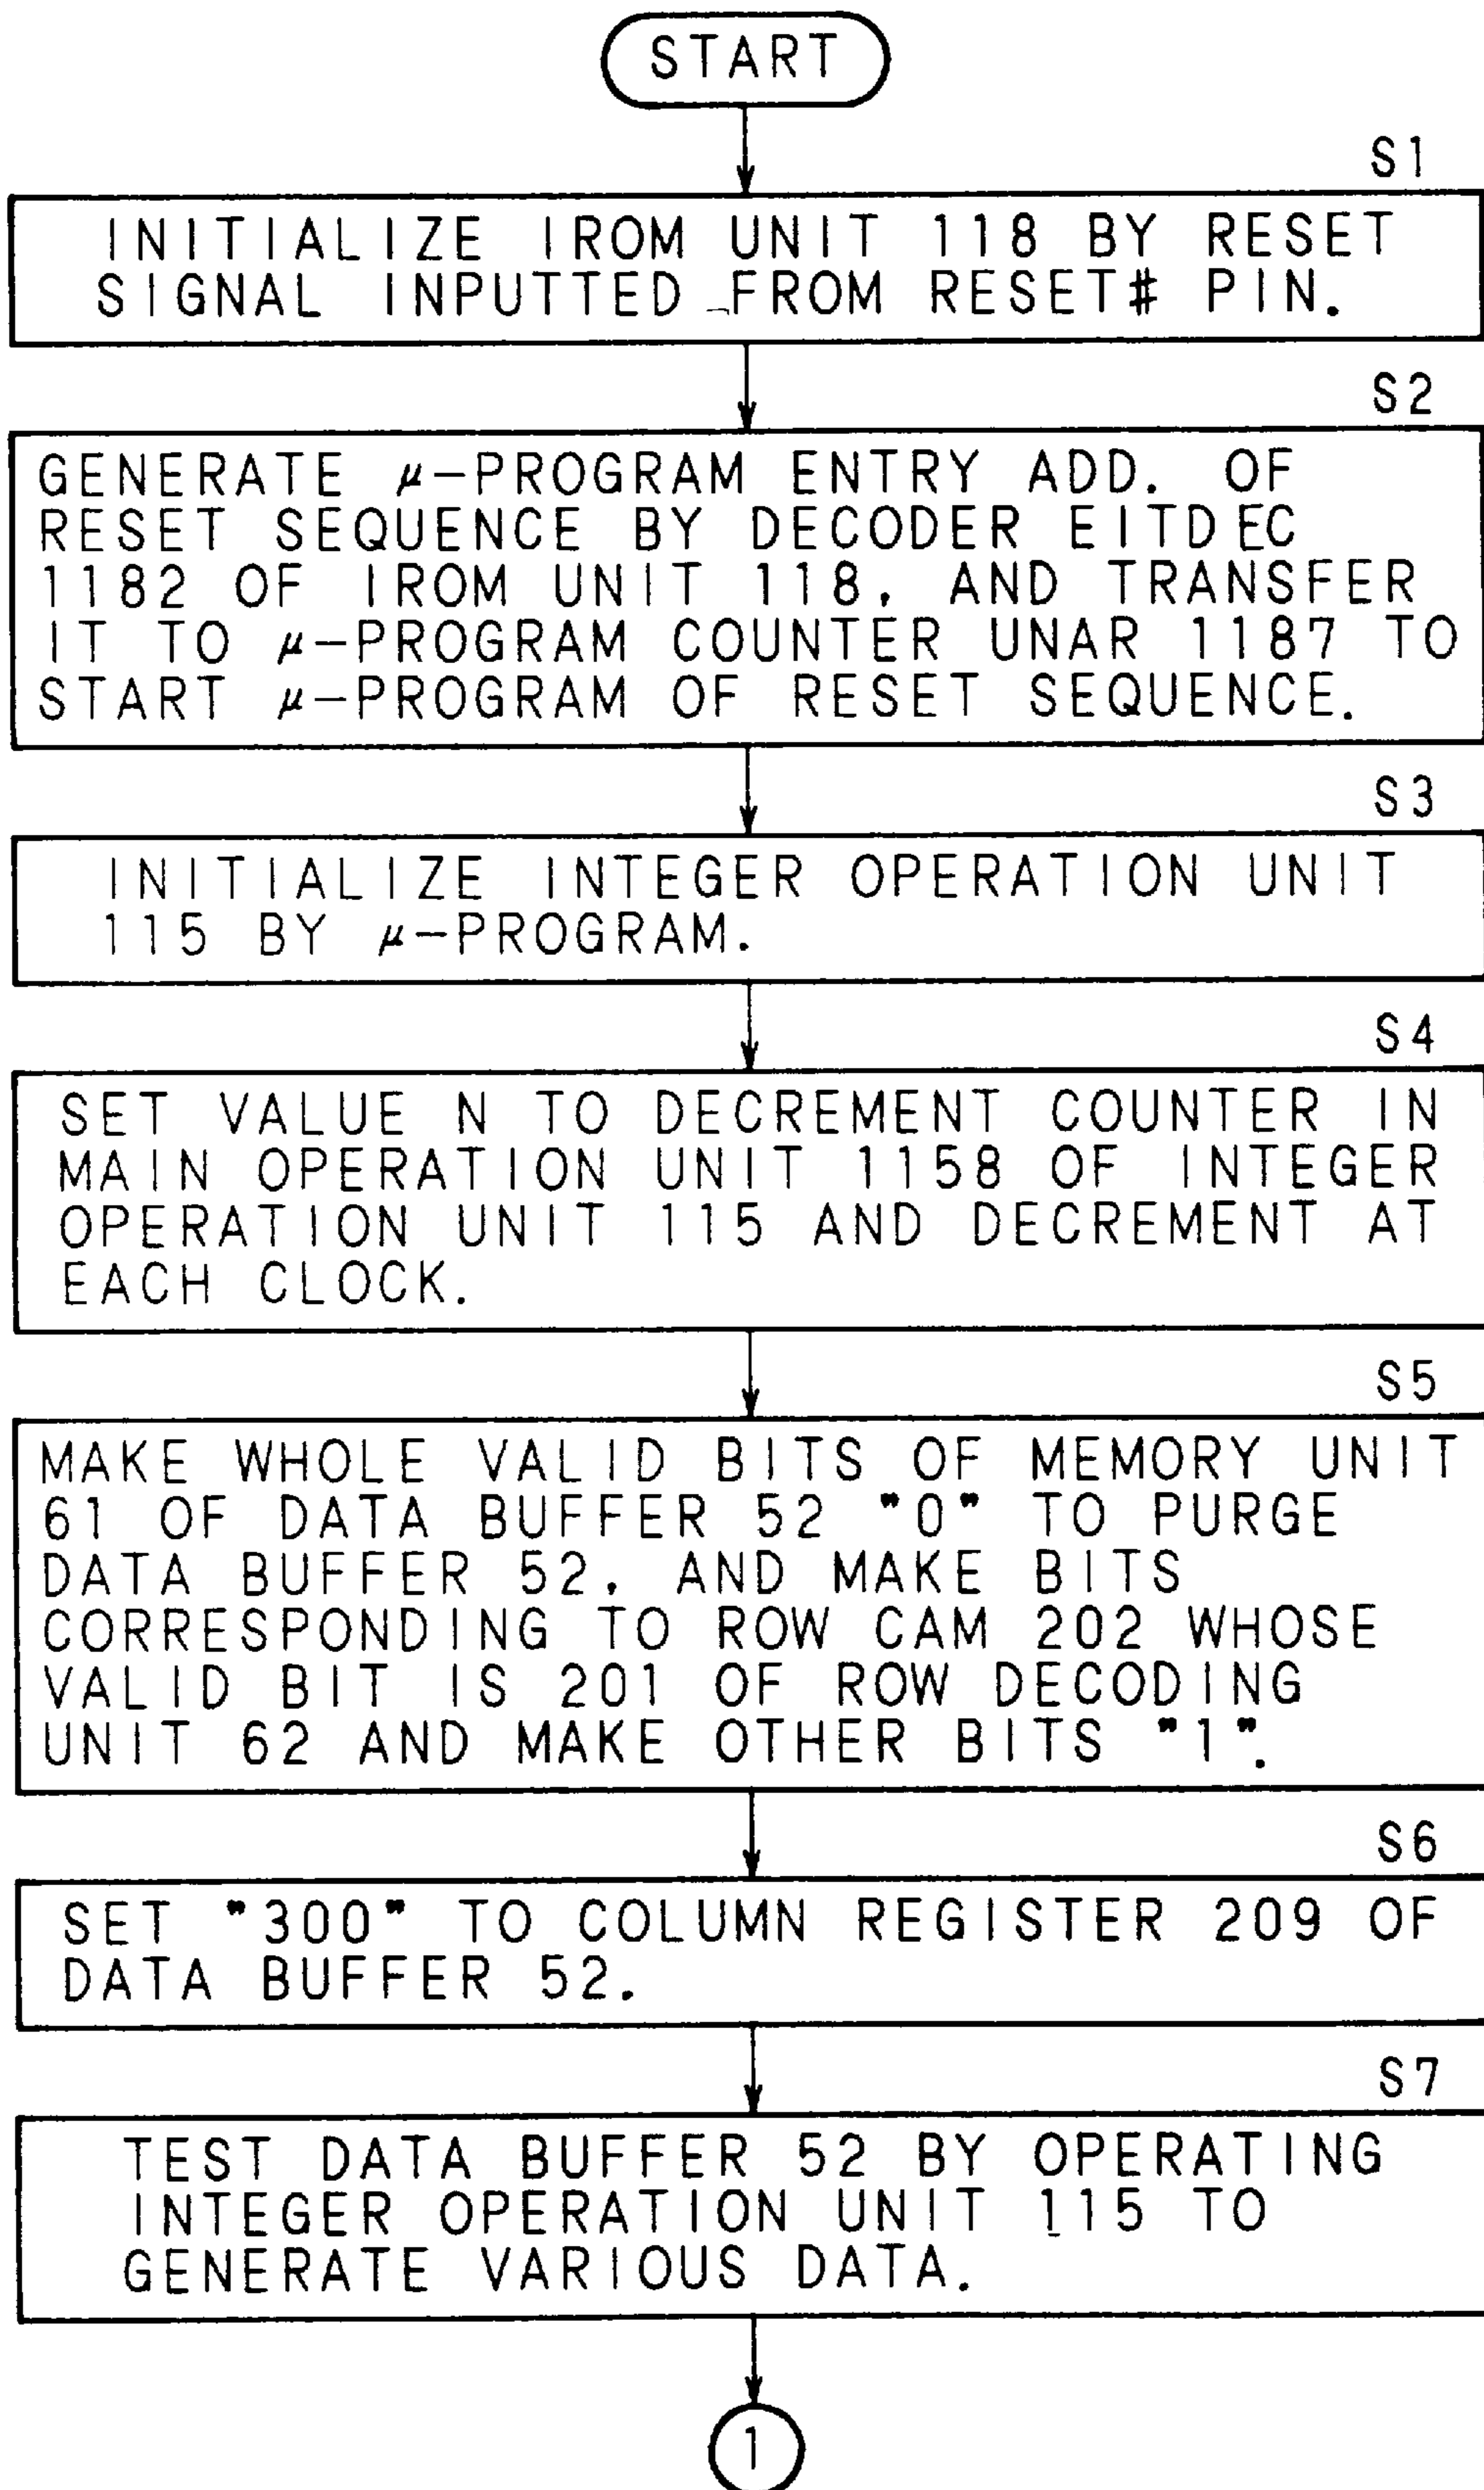 START
S1
INITIALIZE IROM UNIT 118 BY RESET
SIGNAL INPUTTED FROM RESET# PIN.
S2
GENERATE μ-PROGRAM ENTRY ADD. OF
RESET SEQUENCE BY DECODER EITDEC
1182 OF IROM UNIT 118, AND TRANSFER
IT TO μ-PROGRAM COUNTER UNAR 1187 TO
START μ-PROGRAM OF RESET SEQUENCE.
S3
INITIALIZE INTEGER OPERATION UNIT
115 BY μ-PROGRAM.
S4
SET VALUE N TO DECREMENT COUNTER IN
MAIN OPERATION UNIT 1158 OF INTEGER
OPERATION UNIT 115 AND DECREMENT AT
EACH CLOCK.
S5
MAKE WHOLE VALID BITS OF MEMORY UNIT
61 OF DATA BUFFER 52 "0" TO PURGE
DATA BUFFER 52, AND MAKE BITS
CORRESPONDING TO ROW CAM 202 WHOSE
VALID BIT IS 201 OF ROW DECODING
UNIT 62 AND MAKE OTHER BITS "1".
S6
SET "300" TO COLUMN REGISTER 209 OF
DATA BUFFER 52.
S7
TEST DATA BUFFER 52 BY OPERATING
INTEGER OPERATION UNIT 115 TO
GENERATE VARIOUS DATA.
1